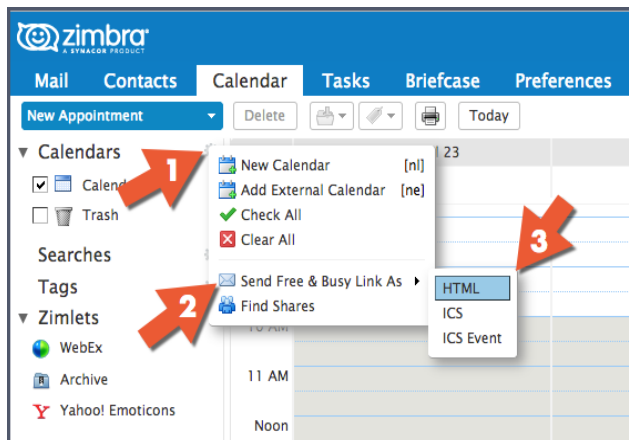 zimbra
A SYNACOR PRODUCT
Mail Contacts Calendar Tasks Briefcase Preferences
New Appointment Delete Today
Calendars
1
23
New Calendar [nl]
Add External Calendar [ne]
Trash
Check All
Clear All
3
Searches
Send Free & Busy Link As
HTML
Tags
2
Find Shares
ICS
Zimlets
ICS Event
WebEx
Archive
11 AM
Yahoo! Emoticons
Noon